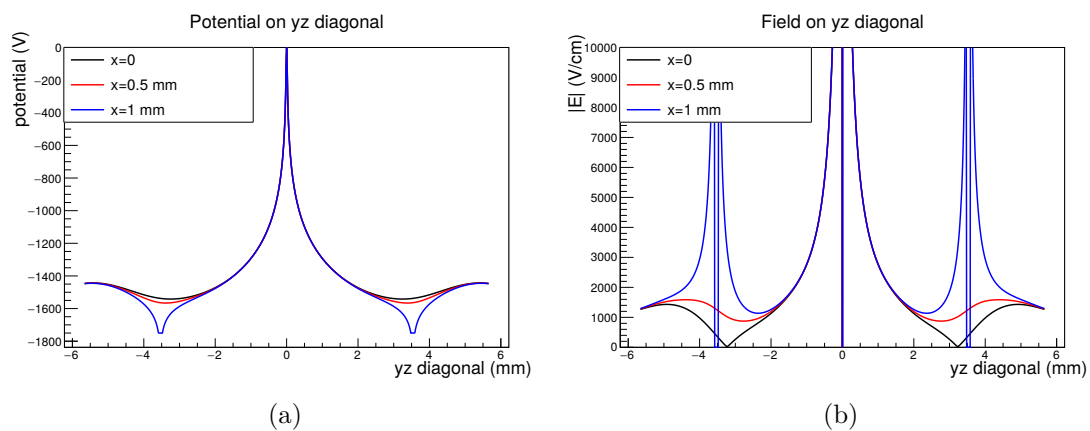 Potential on yz diagonal
potential (V)
0
−200
−400
−600
−800
−1000
−1200
−1400
−1600
−1800
x=0
x=0.5 mm
x=1 mm
−6 −4 −2 0 2 4 6
yz diagonal (mm)
(a)
Field on yz diagonal
|E| (V/cm)
10000
9000
8000
7000
6000
5000
4000
3000
2000
1000
0
x=0
x=0.5 mm
x=1 mm
−6 −4 −2 0 2 4 6
yz diagonal (mm)
(b)